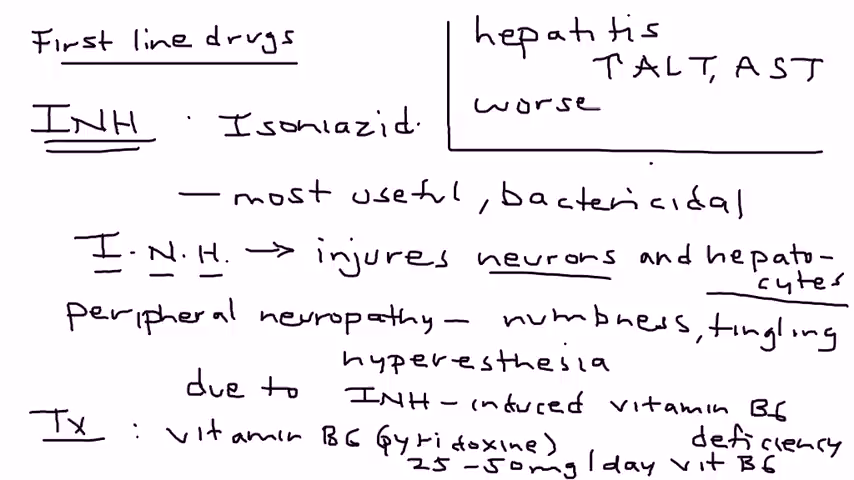 First line drugs
hepatitis
↑ ALT, AST
worse
INH : Isoniazid.
— most useful, bactericidal
I. N. H. → injures neurons and hepato-
cytes
peripheral neuropathy — numbness, tingling
hyperesthesia
due to INH-induced vitamin B6
deficiency
Tx : vitamin B6 (pyridoxine)
25-50mg/day vit B6